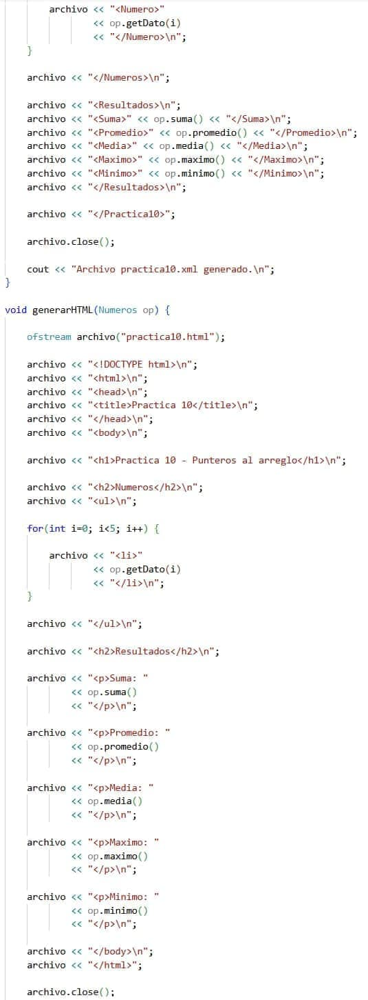 archivo << "<Numero>"
<< op.getDato(i)
<< "</Numero>\n";
}
archivo << "</Numeros>\n";
archivo << "<Resultados>\n";
archivo << "<Suma>" << op.suma() << "</Suma>\n";
archivo << "<Promedio>" << op.promedio() << "</Promedio>\n";
archivo << "<Media>" << op.media() << "</Media>\n";
archivo << "<Maximo>" << op.maximo() << "</Maximo>\n";
archivo << "<Minimo>" << op.minimo() << "</Minimo>\n";
archivo << "</Resultados>\n";
archivo << "</Practica10>";
archivo.close();
cout << "Archivo practica10.xml generado.\n";
}
void generarHTML(Numeros op) {
ofstream archivo("practica10.html");
archivo << "<!DOCTYPE html>\n";
archivo << "<html>\n";
archivo << "<head>\n";
archivo << "<title>Practica 10</title>\n";
archivo << "</head>\n";
archivo << "<body>\n";
archivo << "<h1>Practica 10 - Punteros al arreglo</h1>\n";
archivo << "<h2>Numeros</h2>\n";
archivo << "<ul>\n";
for(int i=0; i<5; i++) {
archivo << "<li>"
<< op.getDato(i)
<< "</li>\n";
}
archivo << "</ul>\n";
archivo << "<h2>Resultados</h2>\n";
archivo << "<p>Suma: "
<< op.suma()
<< "</p>\n";
archivo << "<p>Promedio: "
<< op.promedio()
<< "</p>\n";
archivo << "<p>Media: "
<< op.media()
<< "</p>\n";
archivo << "<p>Maximo: "
<< op.maximo()
<< "</p>\n";
archivo << "<p>Minimo: "
<< op.minimo()
<< "</p>\n";
archivo << "</body>\n";
archivo << "</html>";
archivo.close();